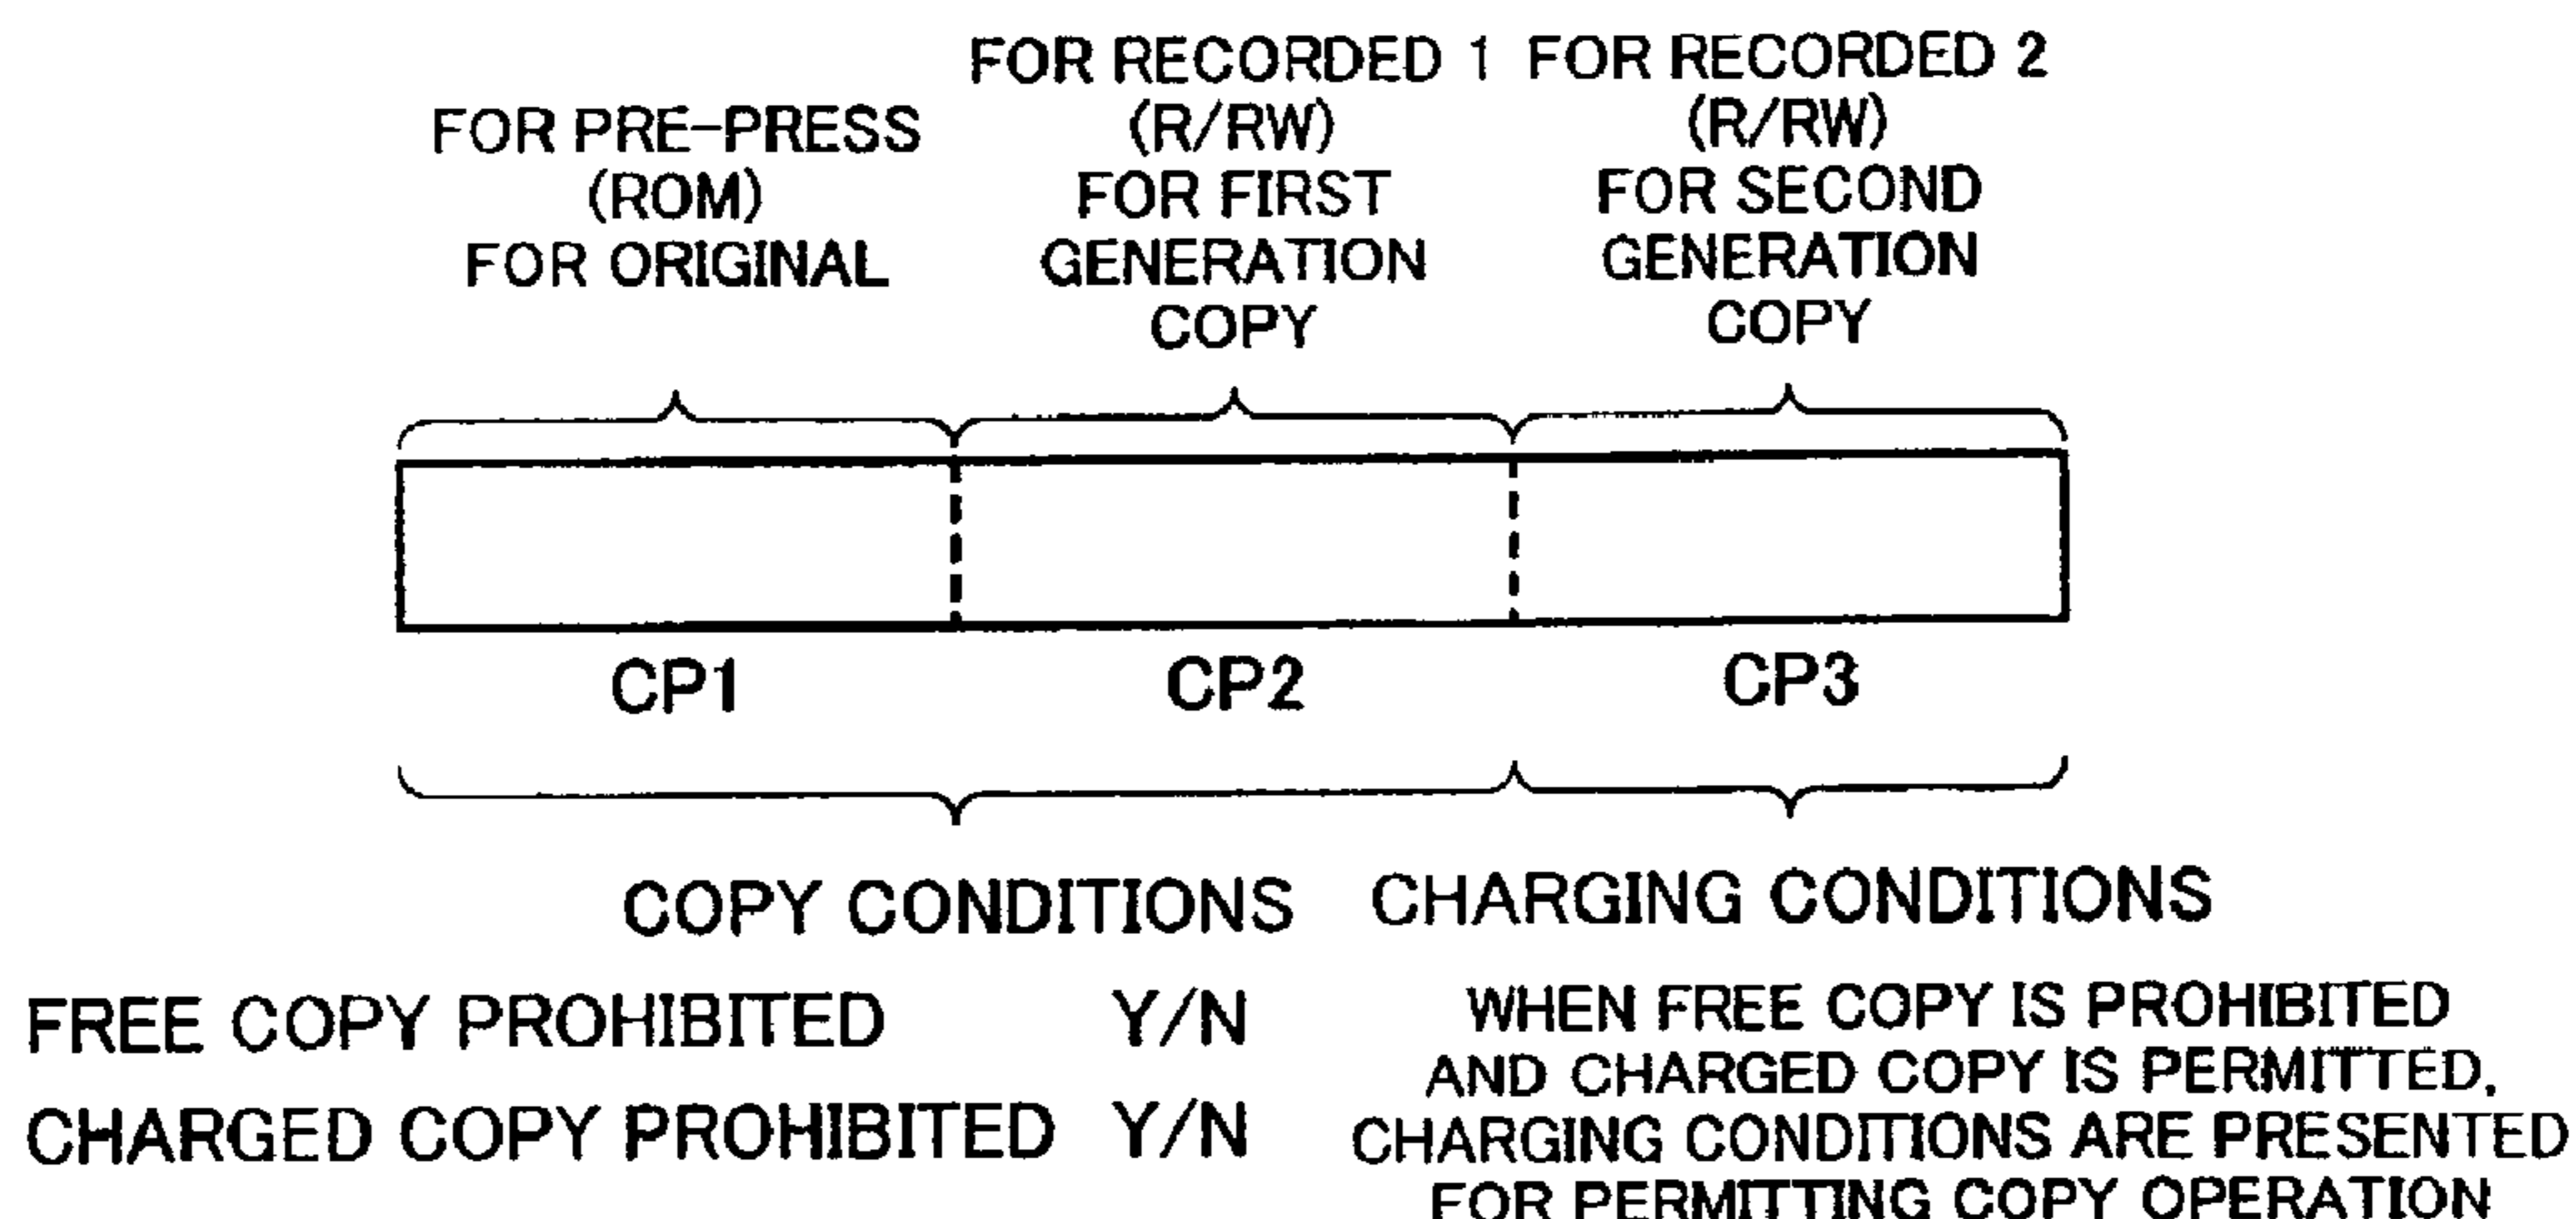 FOR PRE-PRESS
(ROM)
FOR ORIGINAL
FOR RECORDED 1
(R/RW)
FOR FIRST
GENERATION
COPY
FOR RECORDED 2
(R/RW)
FOR SECOND
GENERATION
COPY
CP1
CP2
CP3
COPY CONDITIONS
FREE COPY PROHIBITED Y/N
CHARGED COPY PROHIBITED Y/N
CHARGING CONDITIONS
WHEN FREE COPY IS PROHIBITED
AND CHARGED COPY IS PERMITTED,
CHARGING CONDITIONS ARE PRESENTED
FOR PERMITTING COPY OPERATION